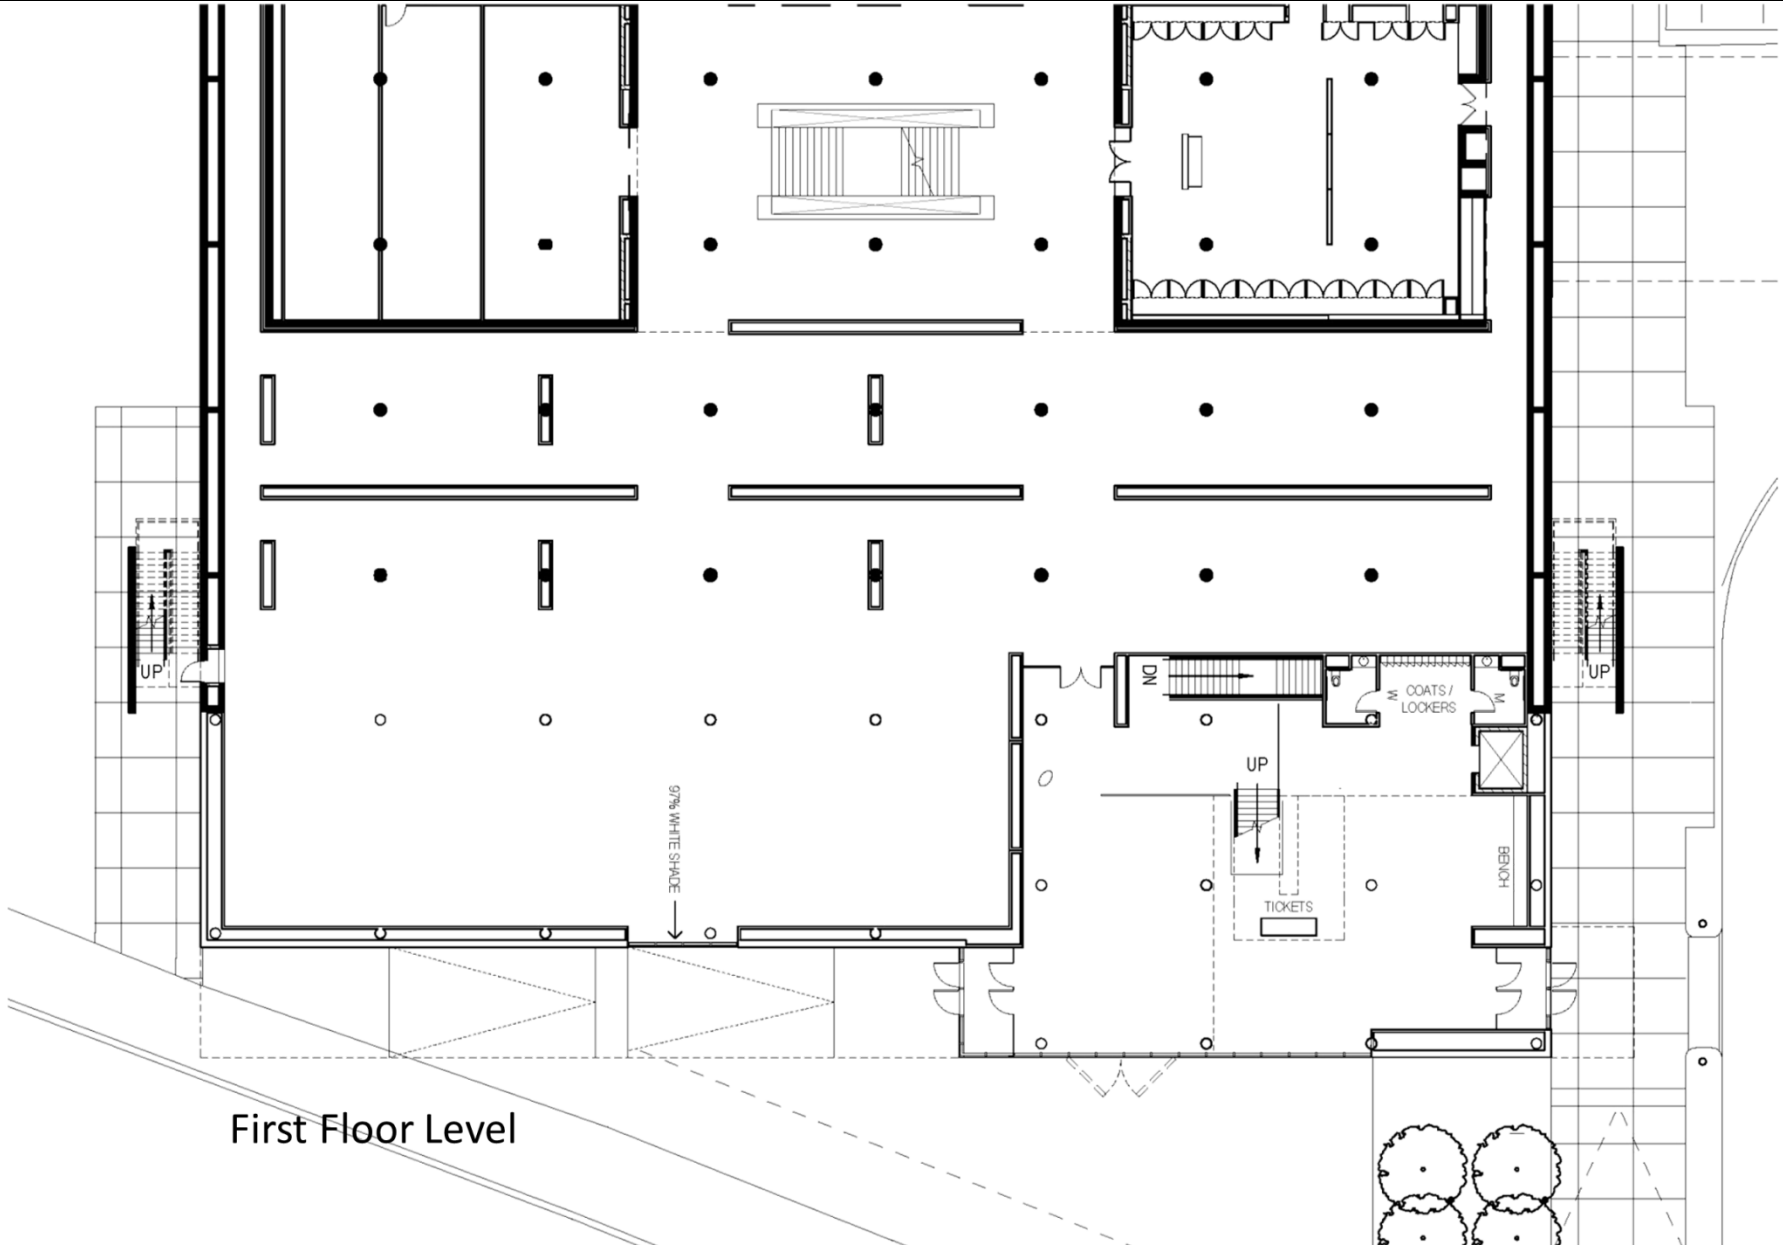 UP
DN
W
COATS /
LOCKERS
M
UP
UP
97% WHITE SHADE
BENCH
TICKETS
First Floor Level